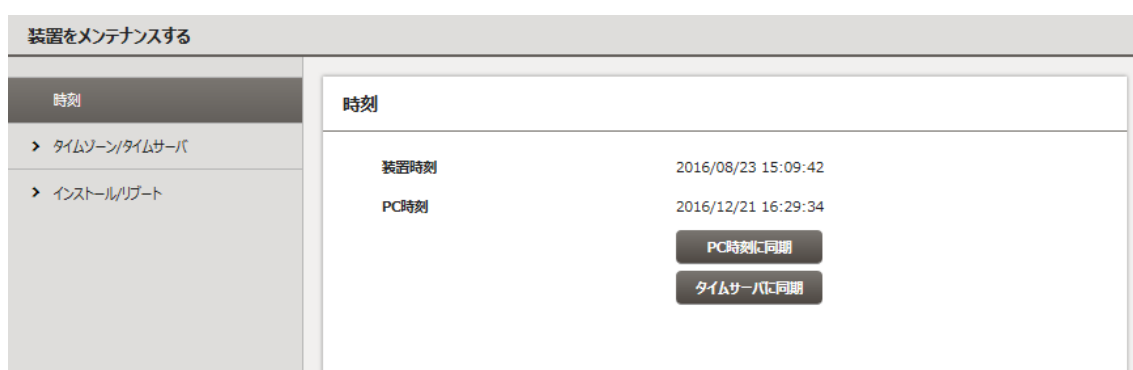 装置をメンテナンスする
時刻
タイムゾーン/タイムサーバ
インストール/リブート
時刻
装置時刻 2016/08/23 15:09:42
PC時刻 2016/12/21 16:29:34
PC時刻に同期
タイムサーバに同期